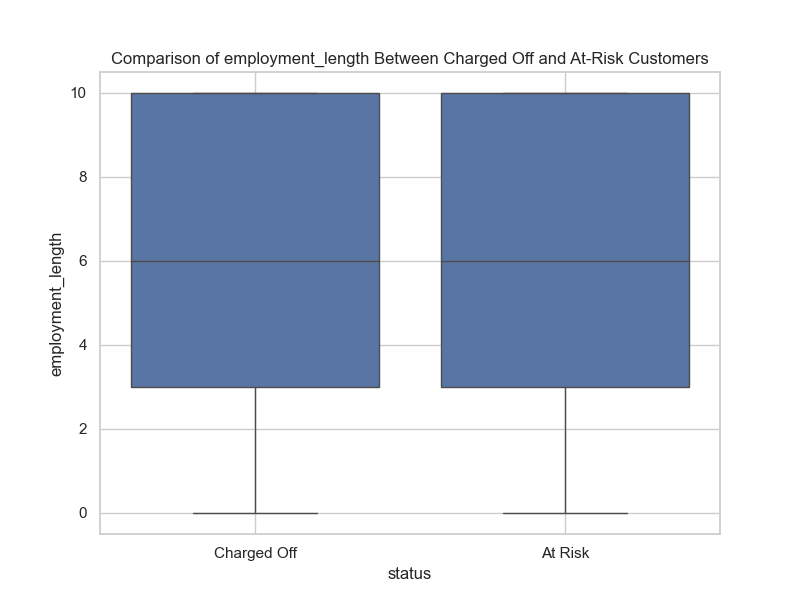 Comparison of employment_length Between Charged Off and At-Risk Customers
10
8
6
4
2
0
employment_length
Charged Off
At Risk
status